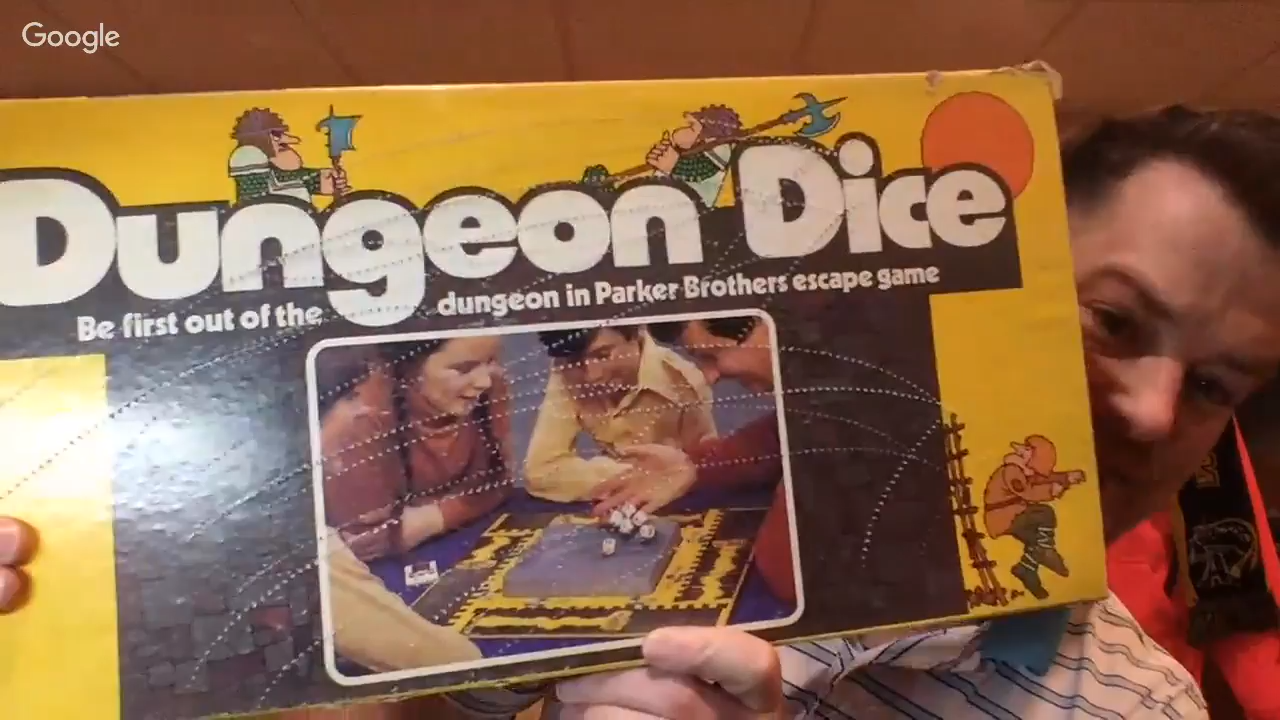 Google
Dungeon Dice
Be first out of the dungeon in Parker Brothers escape game